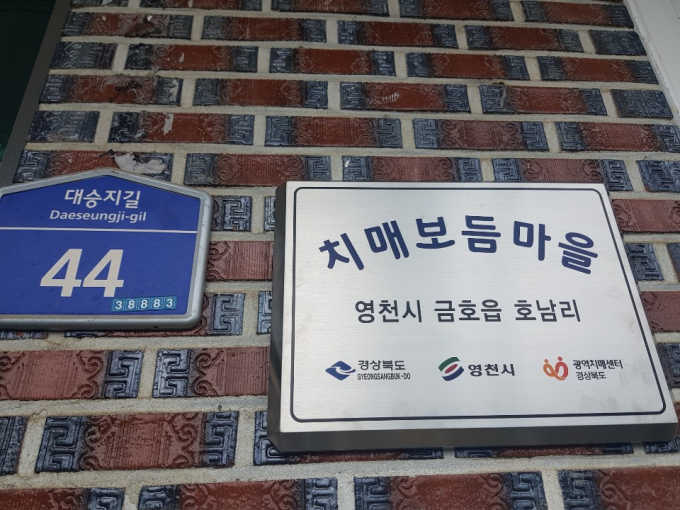 대승지길
Daeseungji-gil
44
38883
치매보듬마을
영천시 금호읍 호남리
경상북도
GYEONGSANGBUK-DO
영천시
광역치매센터
경상북도